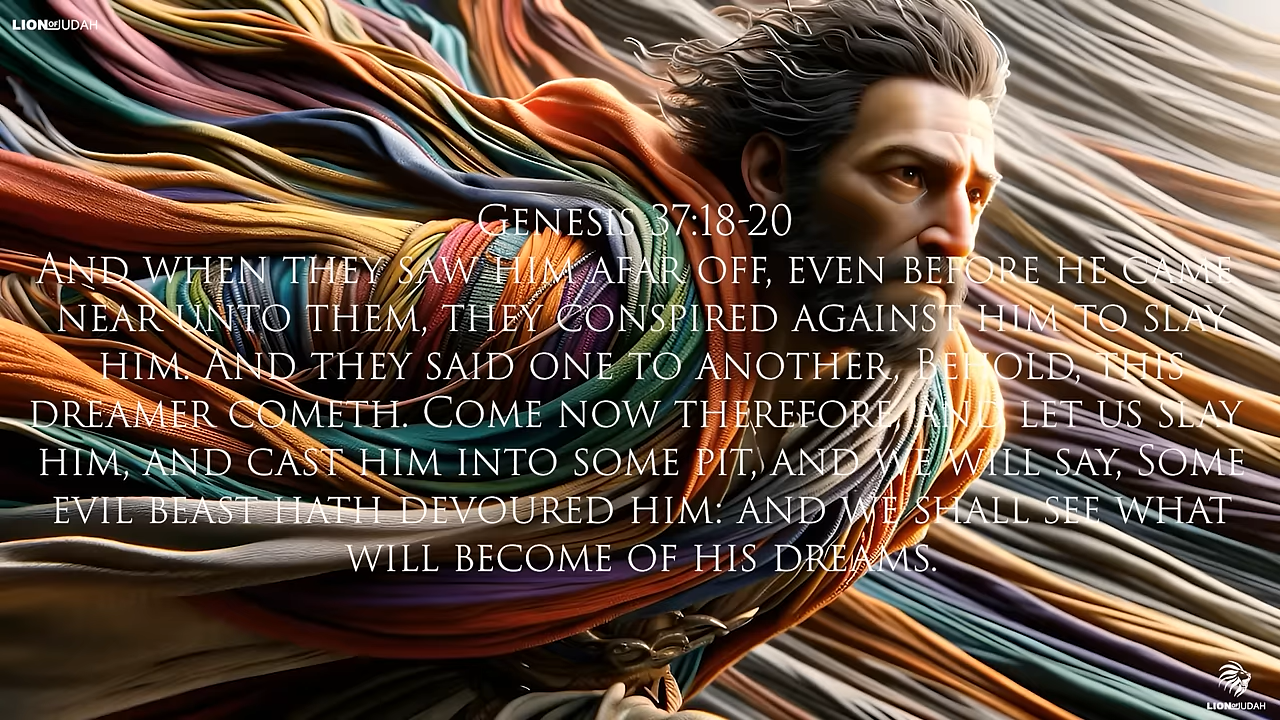 LION OF JUDAH
Genesis 37:18-20
And when they saw him afar off, even before he came
near unto them, they conspired against him to slay
him. And they said one to another, Behold, this
dreamer cometh. Come now therefore, and let us slay
him, and cast him into some pit, and we will say, Some
evil beast hath devoured him: and we shall see what
will become of his dreams.
LION OF JUDAH